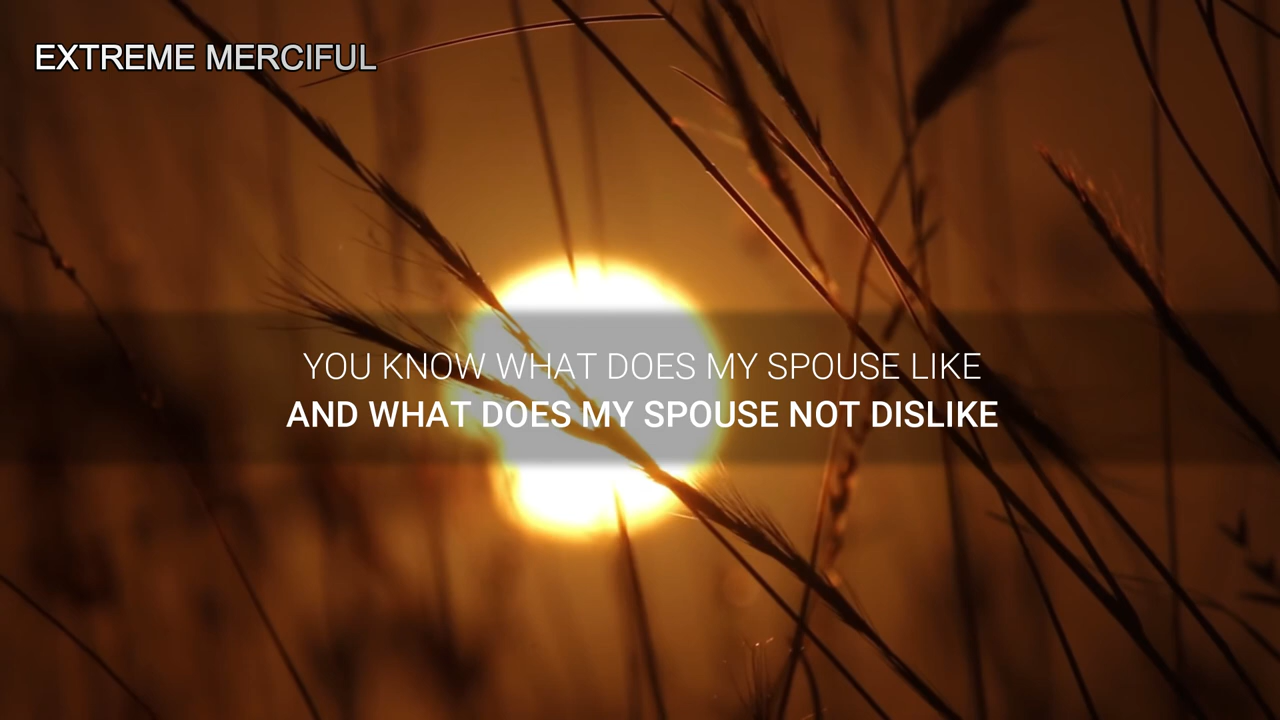 EXTREME MERCIFUL
YOU KNOW WHAT DOES MY SPOUSE LIKE
AND WHAT DOES MY SPOUSE NOT DISLIKE